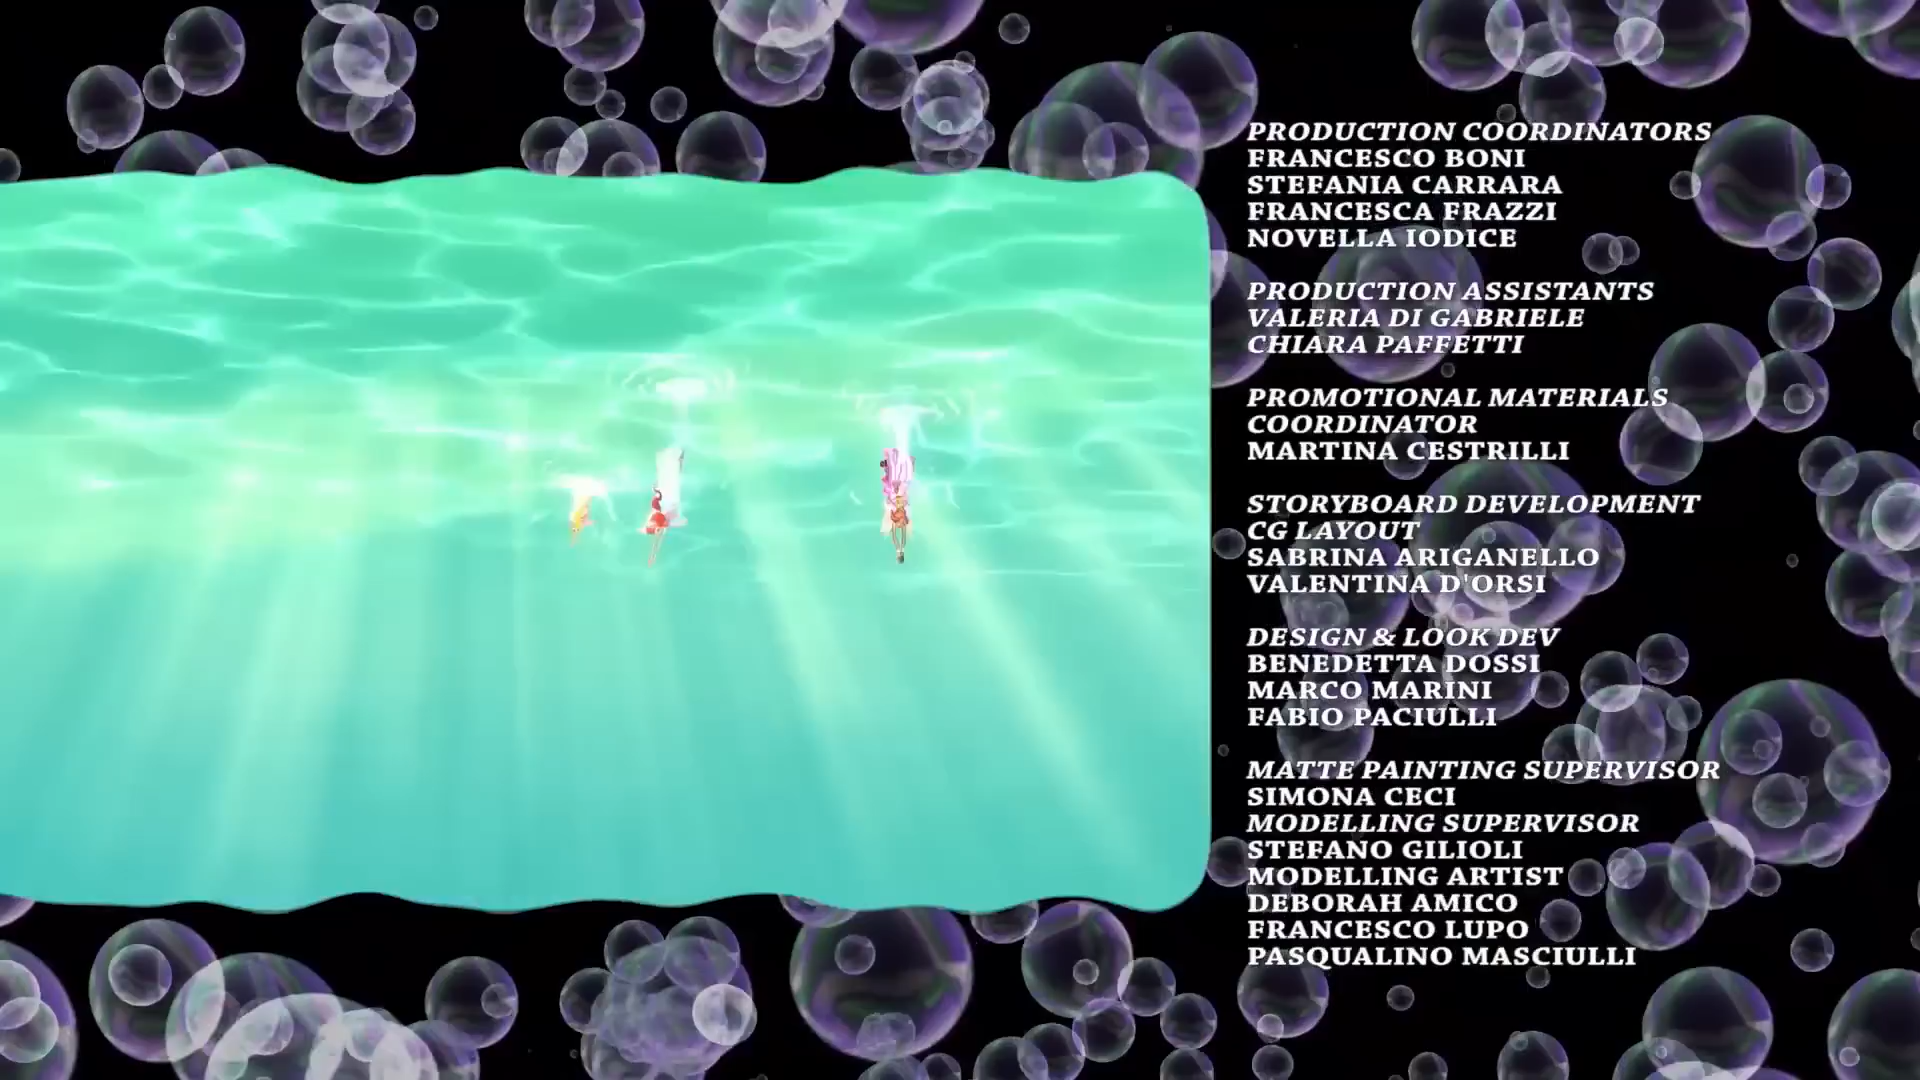 PRODUCTION COORDINATORS
FRANCESCO BONI
STEFANIA CARRARA
FRANCESCA FRAZZI
NOVELLA IODICE
PRODUCTION ASSISTANTS
VALERIA DI GABRIELE
CHIARA PAFFETTI
PROMOTIONAL MATERIALS
COORDINATOR
MARTINA CESTRILLI
STORYBOARD DEVELOPMENT
CG LAYOUT
SABRINA ARIGANELLO
VALENTINA D'ORSI
DESIGN & LOOK DEV
BENEDETTA DOSSI
MARCO MARINI
FABIO PACIULLI
MATTE PAINTING SUPERVISOR
SIMONA CECI
MODELLING SUPERVISOR
STEFANO GILIOLI
MODELLING ARTIST
DEBORAH AMICO
FRANCESCO LUPO
PASQUALINO MASCIULLI